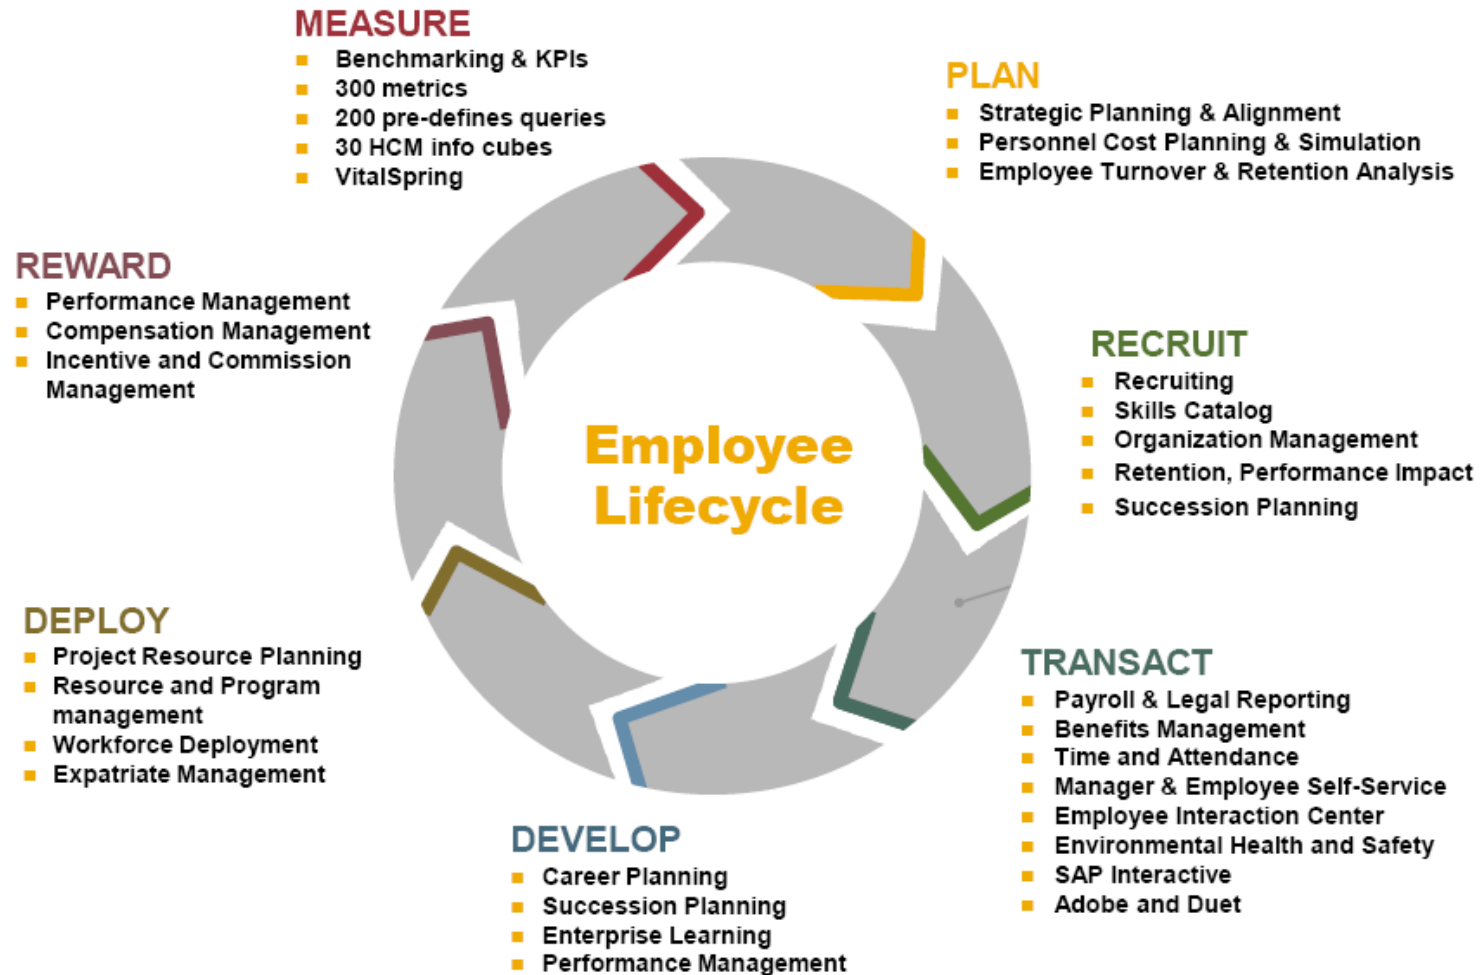 MEASURE
Benchmarking & KPIs
300 metrics
200 pre-defines queries
30 HCM info cubes
VitalSpring
PLAN
Strategic Planning & Alignment
Personnel Cost Planning & Simulation
Employee Turnover & Retention Analysis
REWARD
Performance Management
Compensation Management
Incentive and Commission
Management
RECRUIT
Recruiting
Skills Catalog
Organization Management
Retention, Performance Impact
Succession Planning
Employee
Lifecycle
DEPLOY
Project Resource Planning
Resource and Program
management
Workforce Deployment
Expatriate Management
TRANSACT
Payroll & Legal Reporting
Benefits Management
Time and Attendance
Manager & Employee Self-Service
Employee Interaction Center
Environmental Health and Safety
SAP Interactive
Adobe and Duet
DEVELOP
Career Planning
Succession Planning
Enterprise Learning
Performance Management